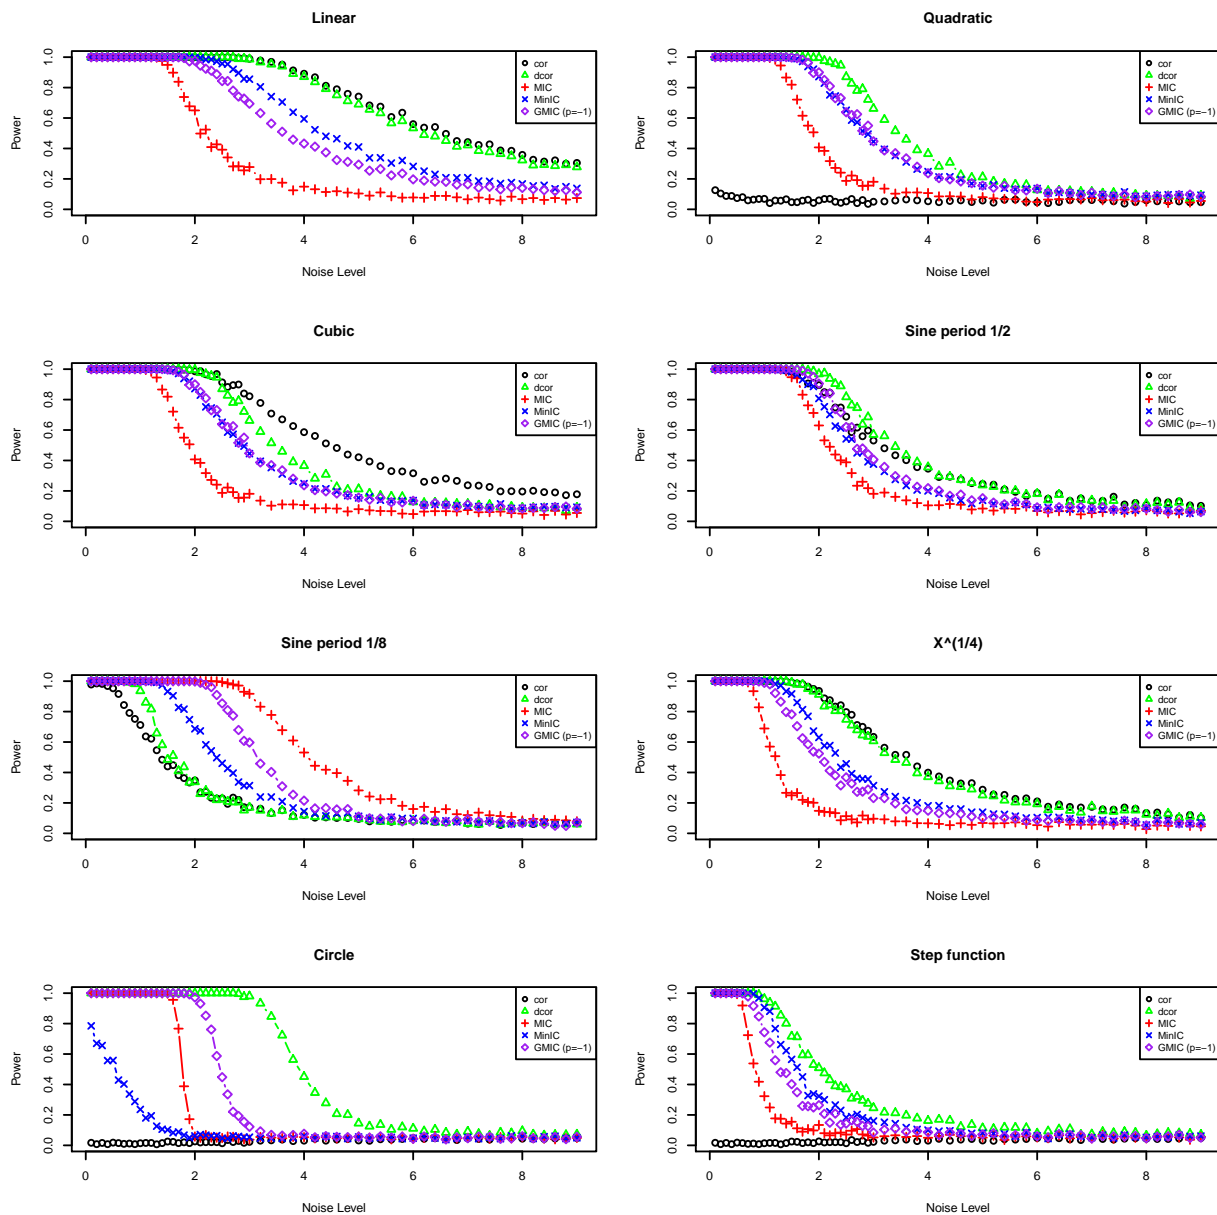 Linear
Power
0.0 0.2 0.4 0.6 0.8 1.0
cor
dcor
MIC
MinIC
GMIC (p=−1)
0 2 4 6 8
Noise Level
Quadratic
Power
0.0 0.2 0.4 0.6 0.8 1.0
cor
dcor
MIC
MinIC
GMIC (p=−1)
0 2 4 6 8
Noise Level
Cubic
Power
0.0 0.2 0.4 0.6 0.8 1.0
cor
dcor
MIC
MinIC
GMIC (p=−1)
0 2 4 6 8
Noise Level
Sine period 1/2
Power
0.0 0.2 0.4 0.6 0.8 1.0
cor
dcor
MIC
MinIC
GMIC (p=−1)
0 2 4 6 8
Noise Level
Sine period 1/8
Power
0.0 0.2 0.4 0.6 0.8 1.0
cor
dcor
MIC
MinIC
GMIC (p=−1)
0 2 4 6 8
Noise Level
X^(1/4)
Power
0.0 0.2 0.4 0.6 0.8 1.0
cor
dcor
MIC
MinIC
GMIC (p=−1)
0 2 4 6 8
Noise Level
Circle
Power
0.0 0.2 0.4 0.6 0.8 1.0
cor
dcor
MIC
MinIC
GMIC (p=−1)
0 2 4 6 8
Noise Level
Step function
Power
0.0 0.2 0.4 0.6 0.8 1.0
cor
dcor
MIC
MinIC
GMIC (p=−1)
0 2 4 6 8
Noise Level